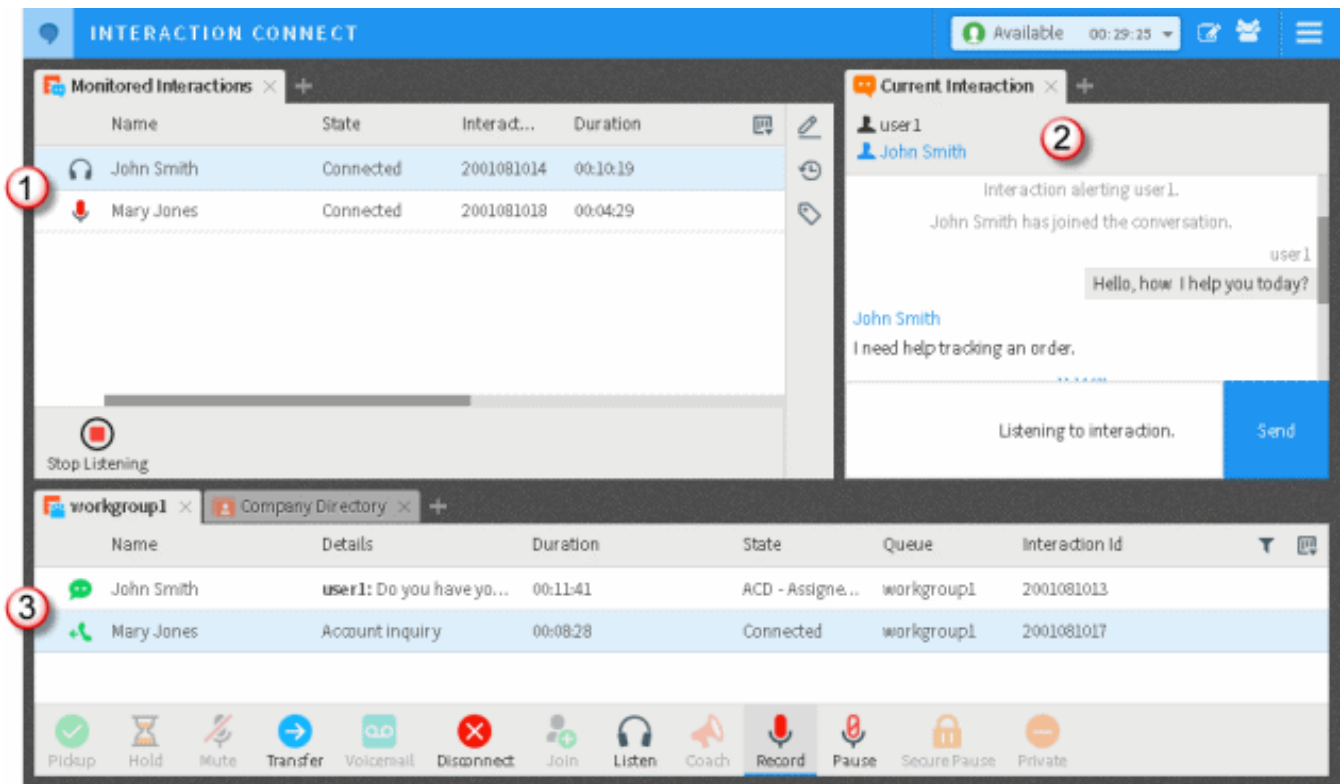 INTERACTION CONNECT
Available 00:29:25
Monitored Interactions
Name State Interact... Duration
1
John Smith Connected 2001081014 00:10:19
Mary Jones Connected 2001081018 00:04:29
Stop Listening
Current Interaction
user1
John Smith
2
Interaction alerting user1.
John Smith has joined the conversation.
user1
Hello, how I help you today?
John Smith
I need help tracking an order.
Listening to interaction.
Send
workgroup1 Company Directory
Name Details Duration State Queue Interaction Id
3
John Smith user1: Do you have yo... 00:11:41 ACD - Assigne... workgroup1 2001081013
Mary Jones Account inquiry 00:08:28 Connected workgroup1 2001081017
Pickup Hold Mute Transfer Voicemail Disconnect Join Listen Coach Record Pause Secure Pause Private